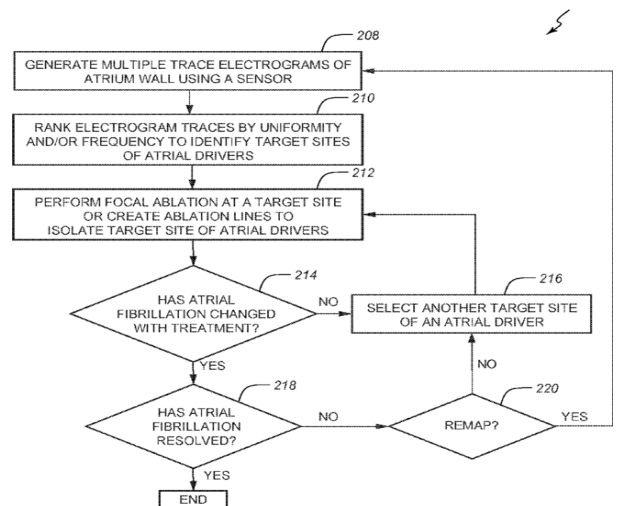 208
GENERATE MULTIPLE TRACE ELECTROGRAMS OF
ATRIUM WALL USING A SENSOR
210
RANK ELECTROGRAM TRACES BY UNIFORMITY
AND/OR FREQUENCY TO IDENTIFY TARGET SITES
OF ATRIAL DRIVERS
212
PERFORM FOCAL ABLATION AT A TARGET SITE
OR CREATE ABLATION LINES TO
ISOLATE TARGET SITE OF ATRIAL DRIVERS
214
HAS ATRIAL
FIBRILLATION CHANGED
WITH TREATMENT?
NO
216
SELECT ANOTHER TARGET SITE
OF AN ATRIAL DRIVER
YES
NO
218
HAS ATRIAL
FIBRILLATION
RESOLVED?
NO
220
REMAP?
YES
YES
END